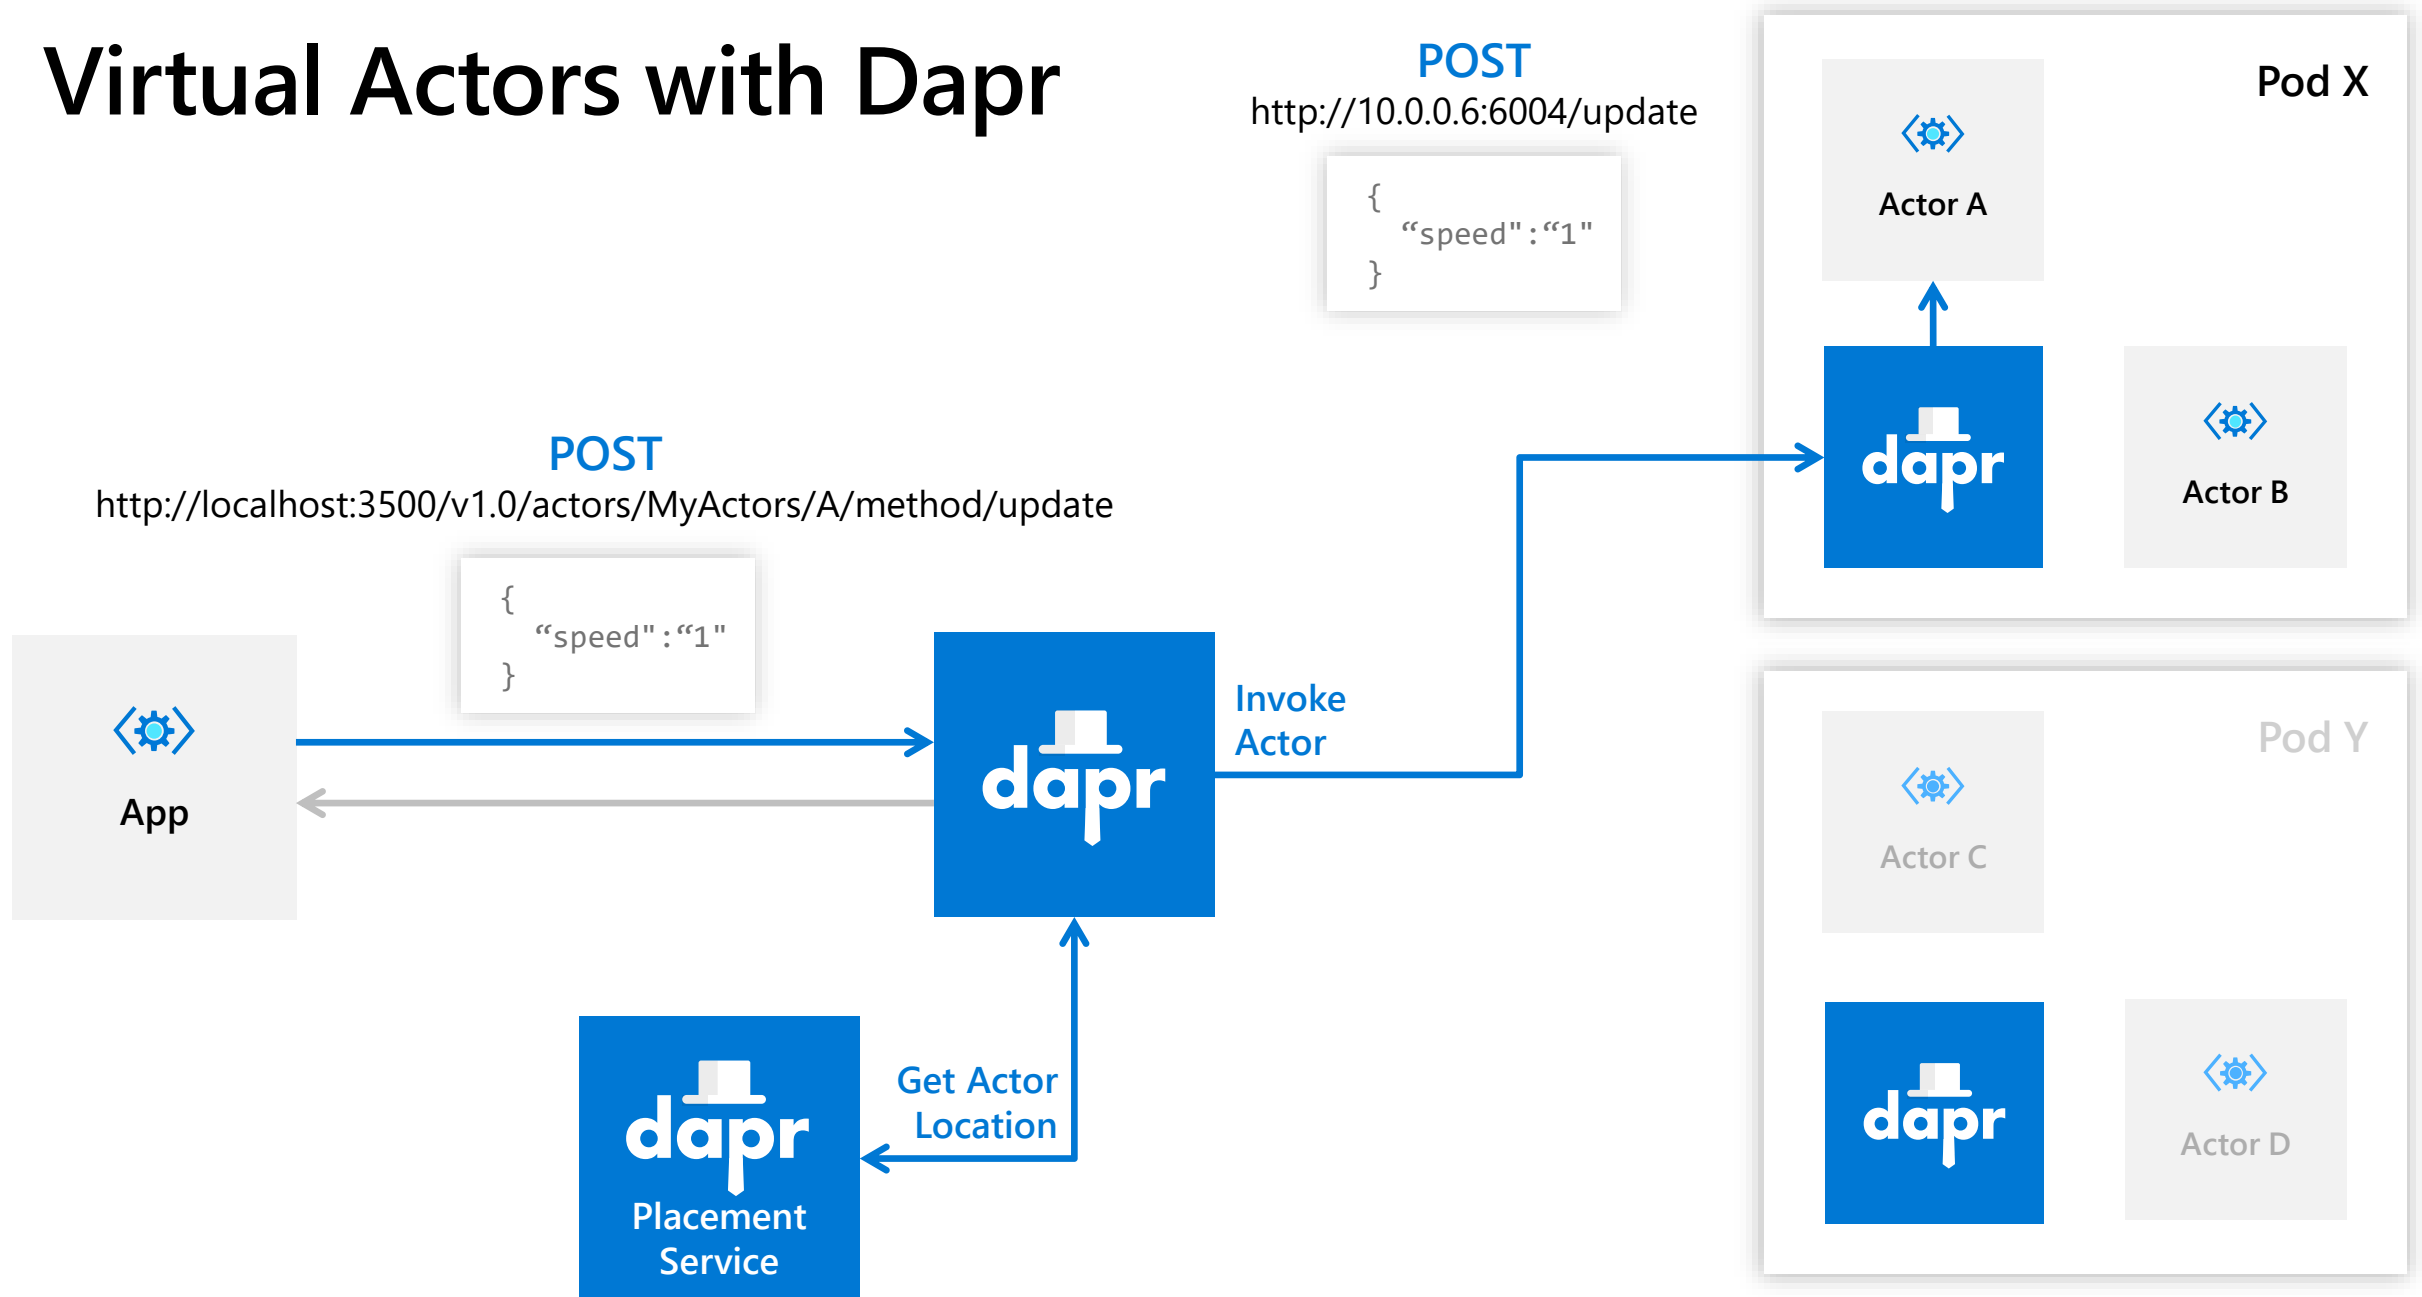 Virtual Actors with Dapr
POST
http://10.0.0.6:6004/update
{
“speed":“1"
}
Pod X
Actor A
dapr
Actor B
POST
http://localhost:3500/v1.0/actors/MyActors/A/method/update
{
“speed":“1"
}
App
dapr
Invoke
Actor
Get Actor
Location
dapr
Placement
Service
Pod Y
Actor C
dapr
Actor D